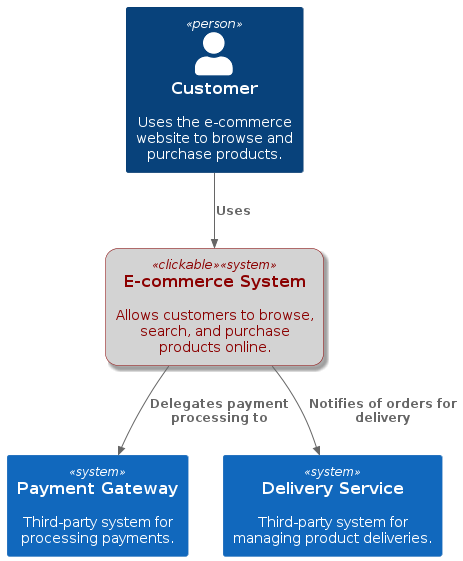 «person»
Customer
Uses the e-commerce
website to browse and
purchase products.
Uses
«clickable»«system»
E-commerce System
Allows customers to browse,
search, and purchase
products online.
Delegates payment
processing to
Notifies of orders for
delivery
«system»
Payment Gateway
Third-party system for
processing payments.
«system»
Delivery Service
Third-party system for
managing product deliveries.